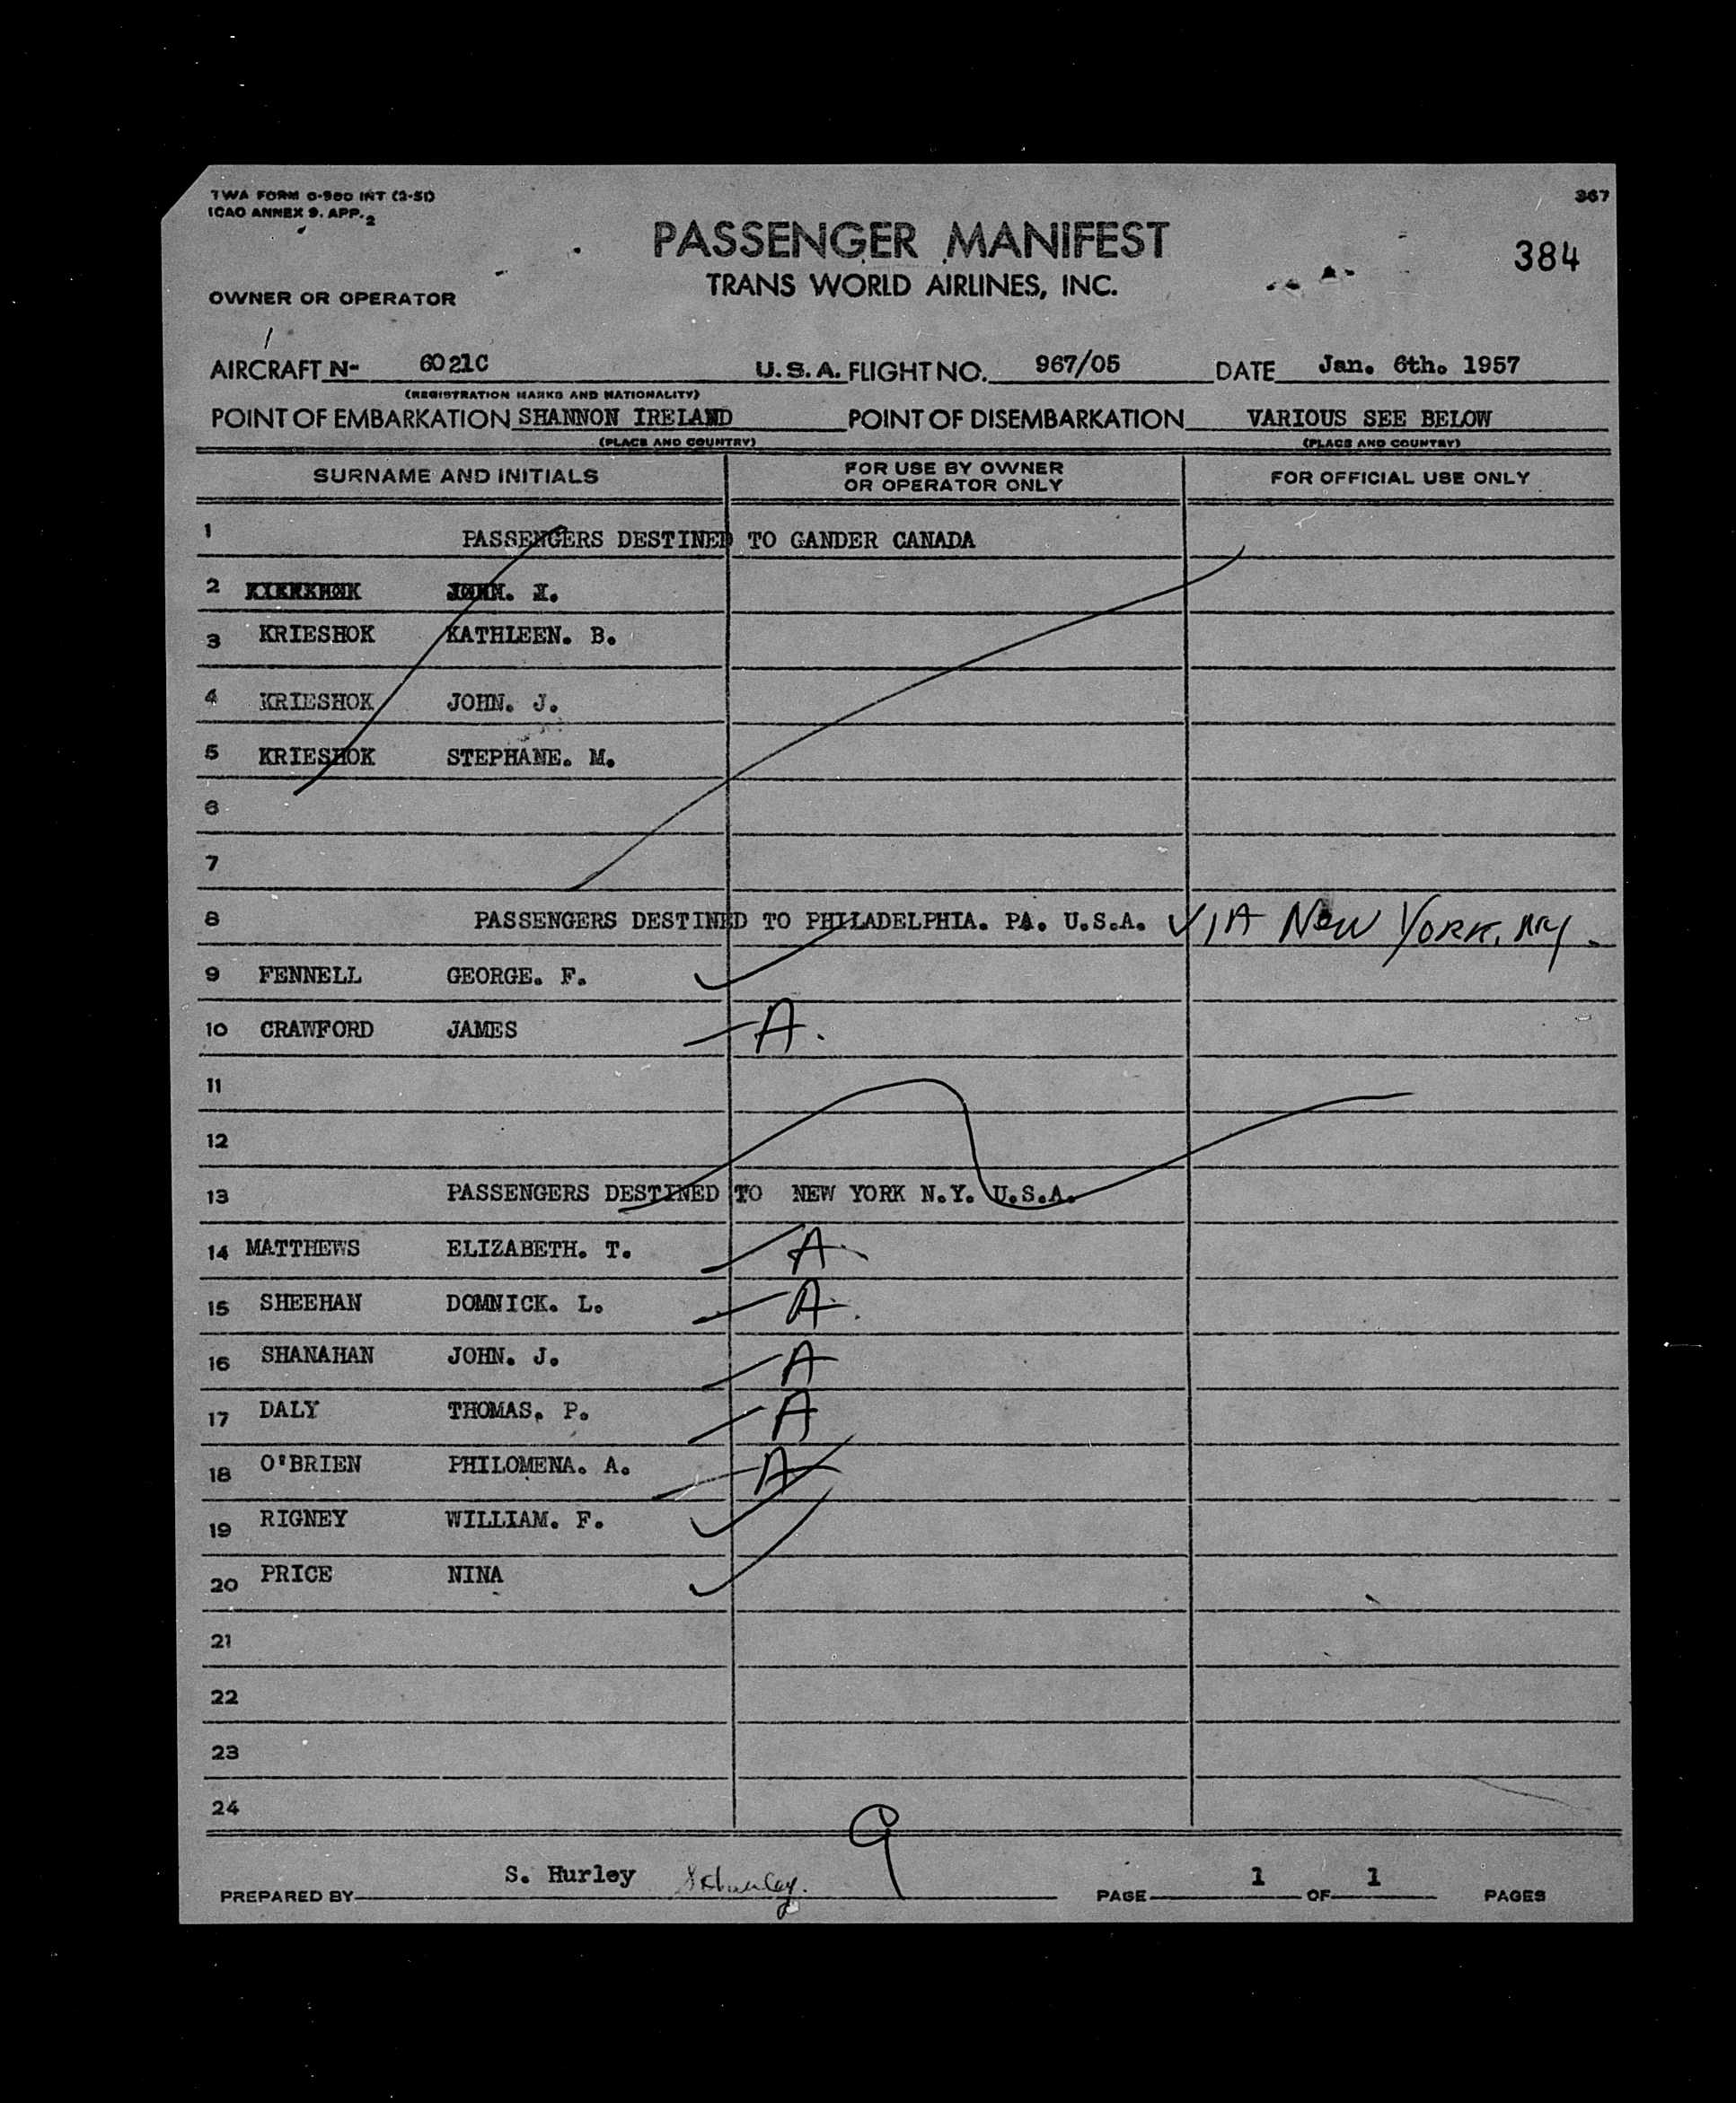 TWA FORM O-900 INT (2-51)
ICAO ANNEX 9. APP. 2
367
PASSENGER MANIFEST
384
TRANS WORLD AIRLINES, INC.
OWNER OR OPERATOR
AIRCRAFT N- 6021C U.S.A. FLIGHT NO. 967/05 DATE Jan. 6th. 1957
(REGISTRATION MARKS AND NATIONALITY)
POINT OF EMBARKATION SHANNON IRELAND POINT OF DISEMBARKATION VARIOUS SEE BELOW
(PLACE AND COUNTRY) (PLACE AND COUNTRY)
SURNAME AND INITIALS FOR USE BY OWNER OR OPERATOR ONLY FOR OFFICIAL USE ONLY
1 PASSENGERS DESTINED TO GANDER CANADA
2 JOHN.
3 KRIESHOK KATHLEEN. B.
4 KRIESHOK JOHN. J.
5 KRIESHOK STEPHANE. M.
6
7
8 PASSENGERS DESTINED TO PHILADELPHIA. PA. U.S.A. VIA NEW YORK, NY.
9 FENNELL GEORGE. F.
10 CRAWFORD JAMES A.
11
12
13 PASSENGERS DESTINED TO NEW YORK N.Y. U.S.A.
14 MATTHEWS ELIZABETH. T. A
15 SHEEHAN DOMNICK. L. A
16 SHANAHAN JOHN. J. A
17 DALY THOMAS. P. A
18 O'BRIEN PHILOMENA. A. A
19 RIGNEY WILLIAM. F.
20 PRICE NINA
21
22
23
24
9
PREPARED BY S. Hurley S Hurley. PAGE 1 OF 1 PAGES